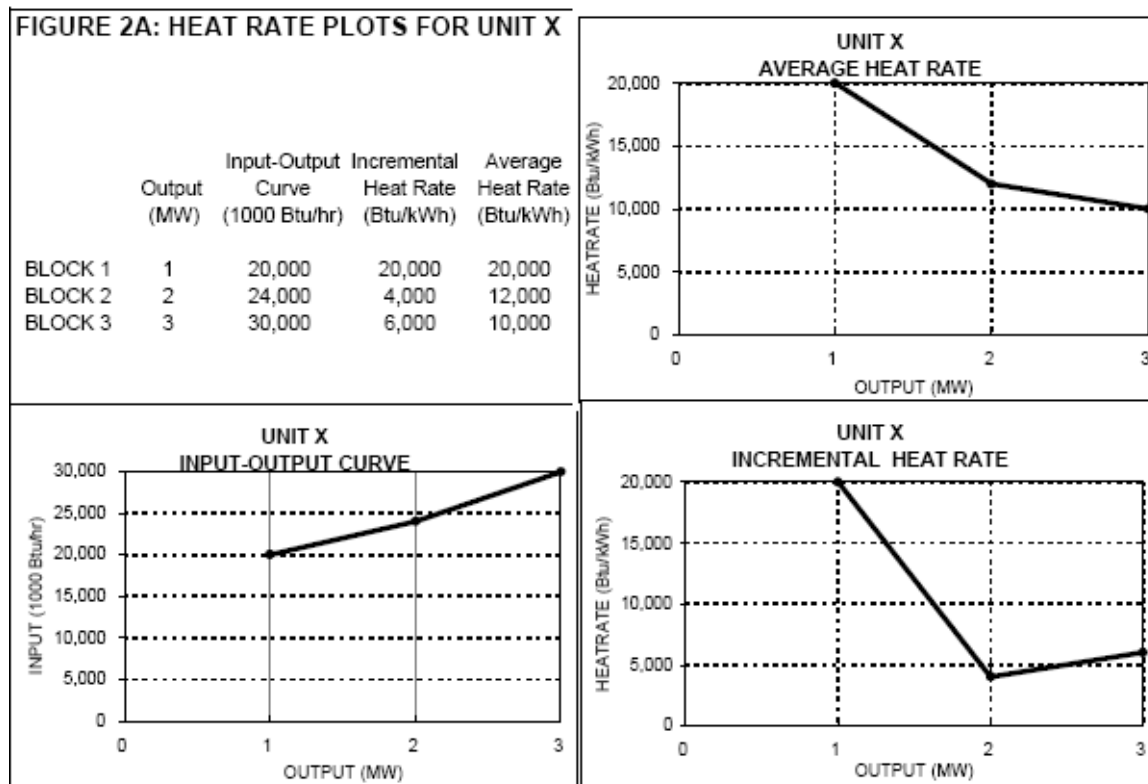 FIGURE 2A: HEAT RATE PLOTS FOR UNIT X
Input-Output Incremental Average
Output Curve Heat Rate Heat Rate
(MW) (1000 Btu/hr) (Btu/kWh) (Btu/kWh)
BLOCK 1 1 20,000 20,000 20,000
BLOCK 2 2 24,000 4,000 12,000
BLOCK 3 3 30,000 6,000 10,000
UNIT X
AVERAGE HEAT RATE
HEATRATE (Btu/kWh)
20,000
15,000
10,000
5,000
0
0 1 2 3
OUTPUT (MW)
UNIT X
INPUT-OUTPUT CURVE
INPUT (1000 Btu/hr)
30,000
25,000
20,000
15,000
10,000
5,000
0
0 1 2 3
OUTPUT (MW)
UNIT X
INCREMENTAL HEAT RATE
HEATRATE (Btu/kWh)
20,000
15,000
10,000
5,000
0
0 1 2 3
OUTPUT (MW)